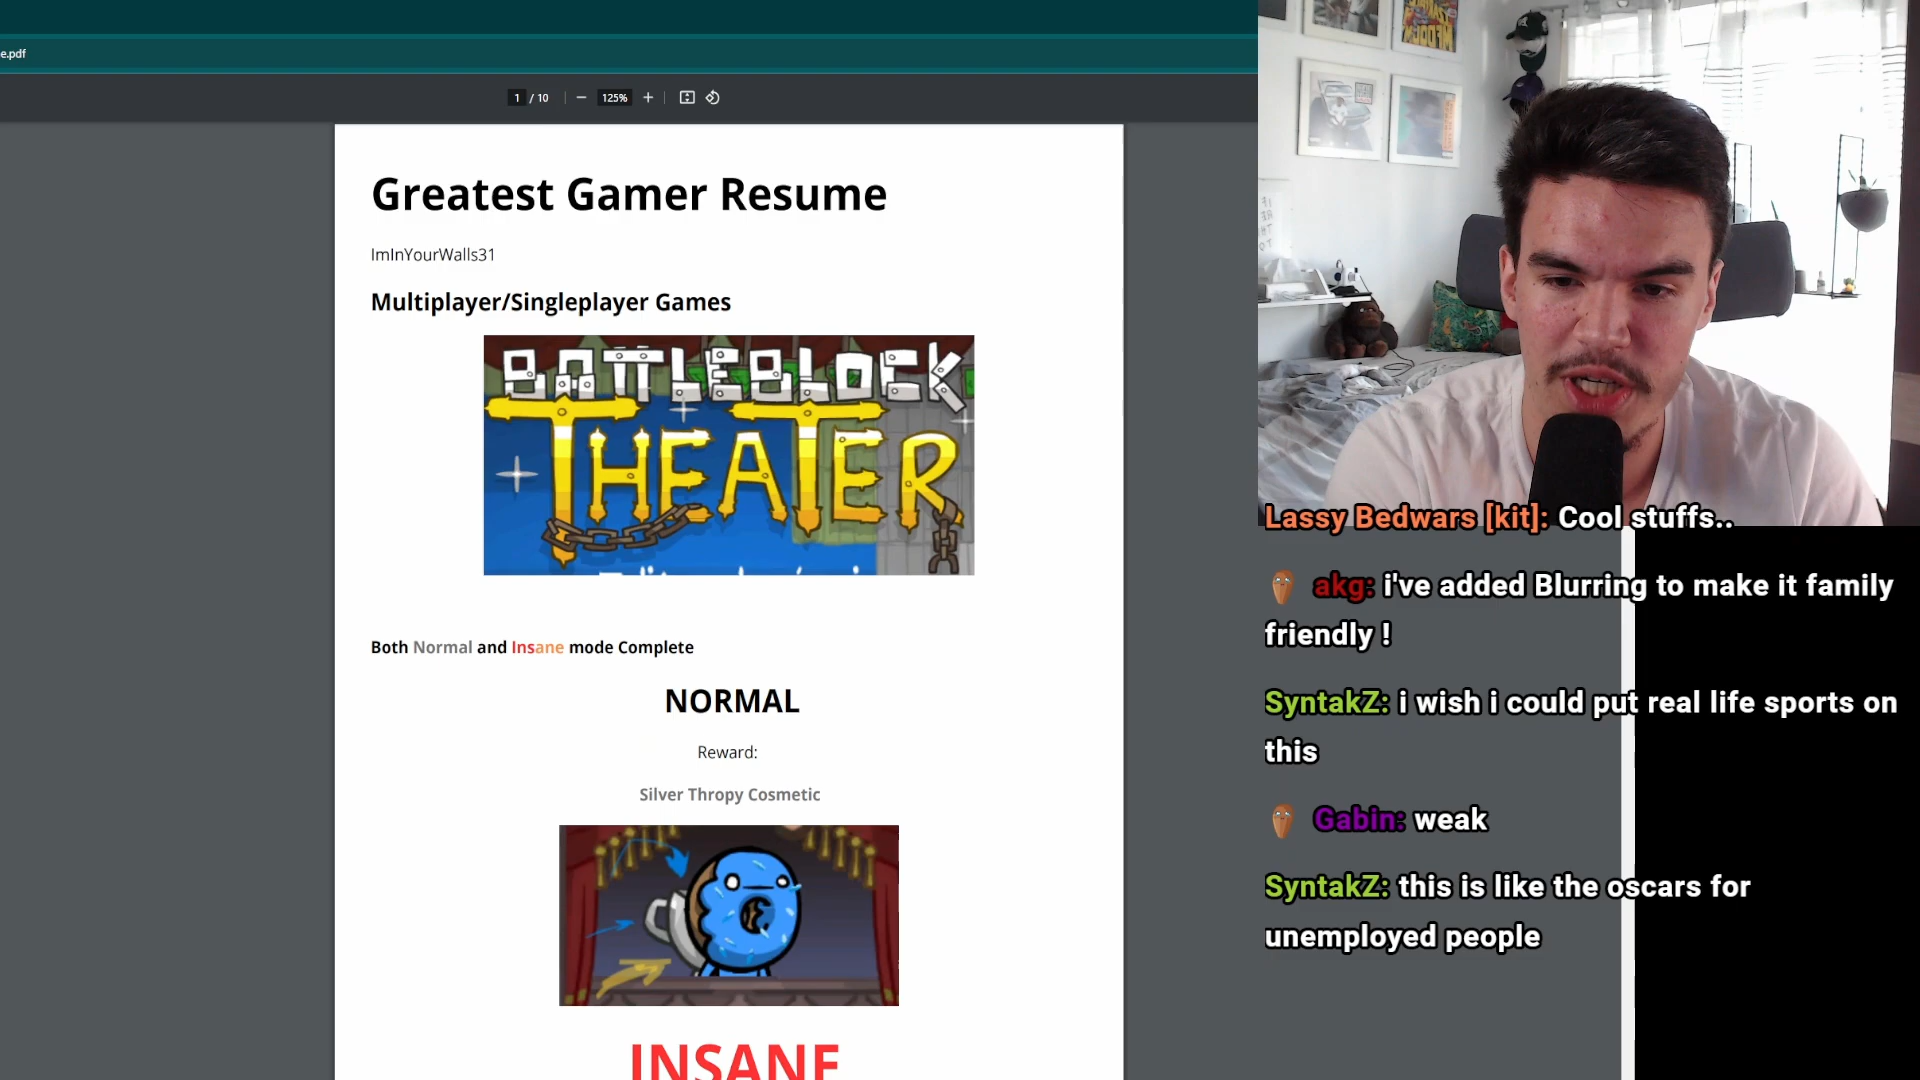 e.pdf
1 / 10
125%
Greatest Gamer Resume
ImInYourWalls31
Multiplayer/Singleplayer Games
BATTLEBLOCK
THEATER
Both Normal and Insane mode Complete
NORMAL
Reward:
Silver Thropy Cosmetic
INSANE
Lassy Bedwars [kit]: Cool stuffs..
akg: i've added Blurring to make it family
friendly !
SyntakZ: i wish i could put real life sports on
this
Gabin: weak
SyntakZ: this is like the oscars for
unemployed people